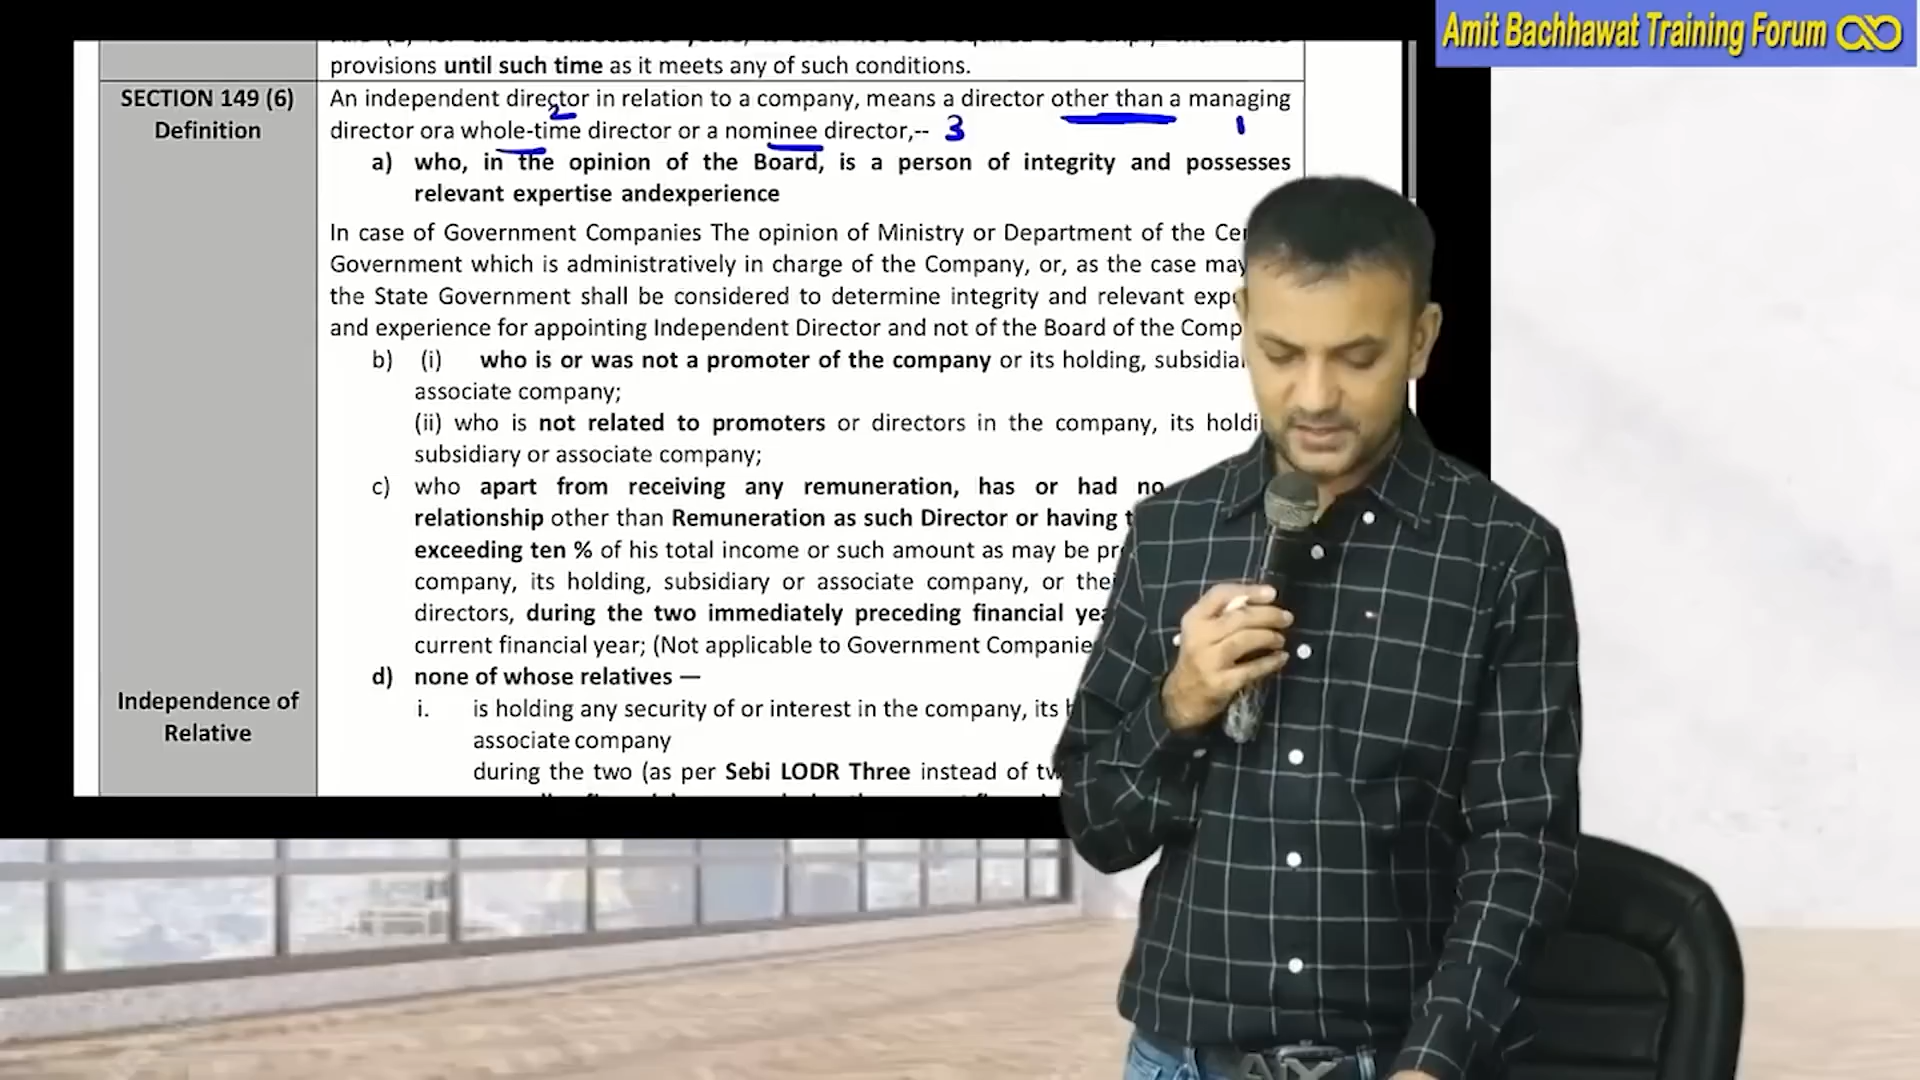 Amit Bachhawat Training Forum
provisions until such time as it meets any of such conditions.
SECTION 149 (6)
Definition
An independent director in relation to a company, means a director other than a managing
2
director ora whole-time director or a nominee director,-- 3
1
a) who, in the opinion of the Board, is a person of integrity and possesses
relevant expertise andexperience
In case of Government Companies The opinion of Ministry or Department of the
Government which is administratively in charge of the Company, or, as the case may
the State Government shall be considered to determine integrity and relevant
and experience for appointing Independent Director and not of the Board of the
b) (i) who is or was not a promoter of the company or its holding,
associate company;
(ii) who is not related to promoters or directors in the company, its
subsidiary or associate company;
c) who apart from receiving any remuneration, has or had no
relationship other than Remuneration as such Director or having
exceeding ten % of his total income or such amount as may be
company, its holding, subsidiary or associate company, or
directors, during the two immediately preceding financial
current financial year; (Not applicable to Government
Independence of
Relative
d) none of whose relatives —
i. is holding any security of or interest in the company, its
associate company
during the two (as per Sebi LODR Three instead of